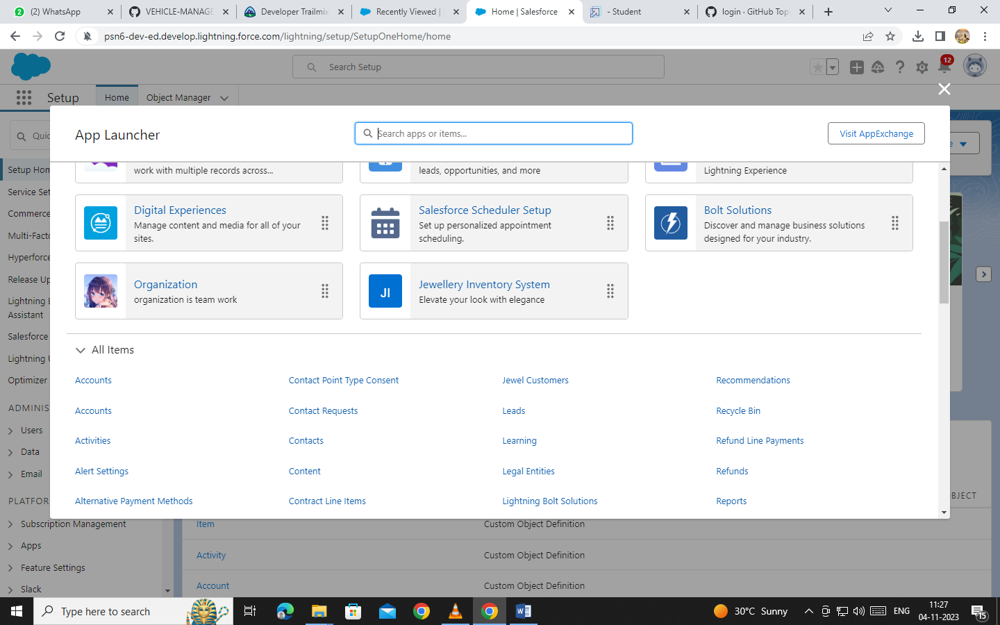 (2) WhatsApp
VEHICLE-MANAGE
Developer Trailmix
Recently Viewed |
Home | Salesforce
- Student
login · GitHub Top
psn6-dev-ed.develop.lightning.force.com/lightning/setup/SetupOneHome/home
Search Setup
12
Setup
Home
Object Manager
App Launcher
Search apps or items...
Visit AppExchange
Quic
Setup Hom
Service Set
Commerce
Multi-Facto
Hyperforce
Release Up
Lightning E
Assistant
Salesforce
Lightning U
Optimizer
ADMINIS
Users
Data
Email
PLATFOR
Subscription Management
Apps
Feature Settings
Slack
work with multiple records across...
leads, opportunities, and more
Lightning Experience
Digital Experiences
Manage content and media for all of your
sites.
Salesforce Scheduler Setup
Set up personalized appointment
scheduling.
Bolt Solutions
Discover and manage business solutions
designed for your industry.
Organization
organization is team work
JI
Jewellery Inventory System
Elevate your look with elegance
All Items
Accounts
Contact Point Type Consent
Jewel Customers
Recommendations
Accounts
Contact Requests
Leads
Recycle Bin
Activities
Contacts
Learning
Refund Line Payments
Alert Settings
Content
Legal Entities
Refunds
Alternative Payment Methods
Contract Line Items
Lightning Bolt Solutions
Reports
BJECT
Item
Custom Object Definition
Activity
Custom Object Definition
Account
Custom Object Definition
Type here to search
30°C Sunny
ENG
11:27
04-11-2023
15